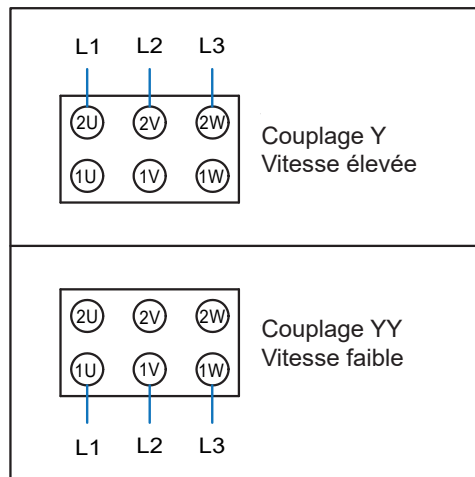 L1 L2 L3
2U 2V 2W
1U 1V 1W
Couplage Y
Vitesse élevée
2U 2V 2W
1U 1V 1W
Couplage YY
Vitesse faible
L1 L2 L3